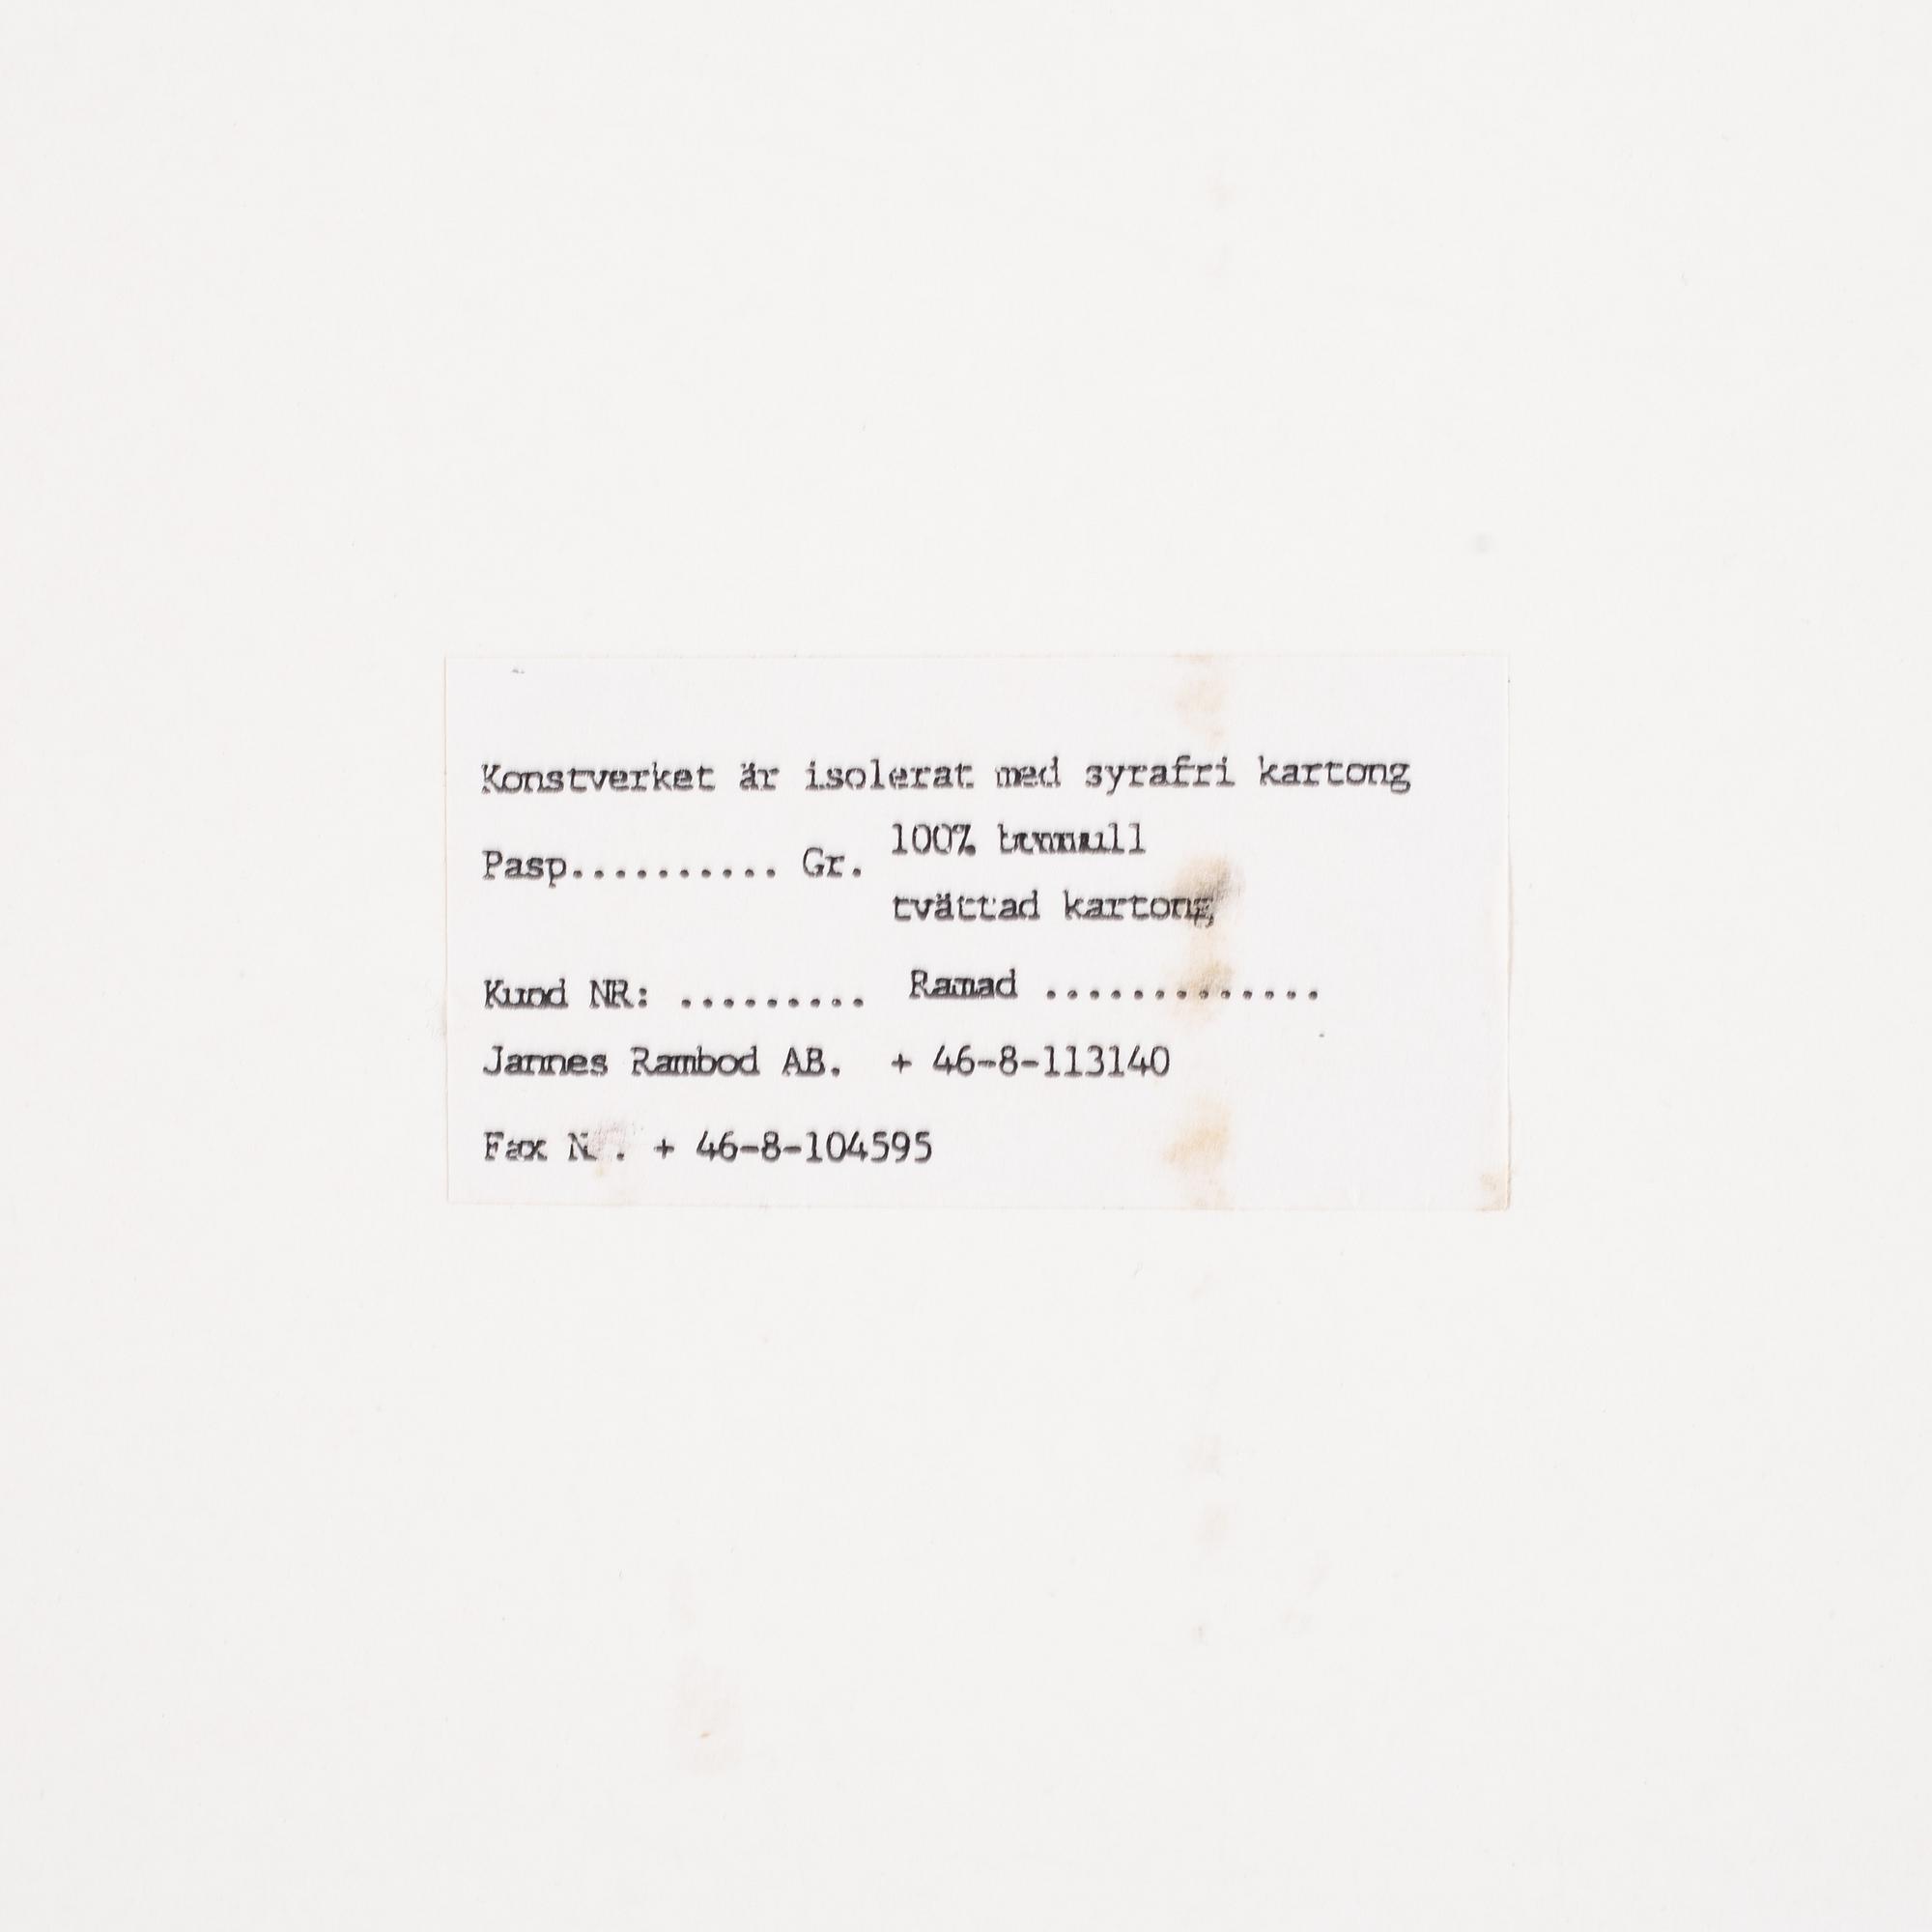 Konstverket är isolerat med syrafri kartong
Pasp.......... Gr. 100%
tvättad kartong
Kund NR: ......... Ramad .............
Jannes Rambod AB. + 46-8-113140
Fax + 46-8-104595